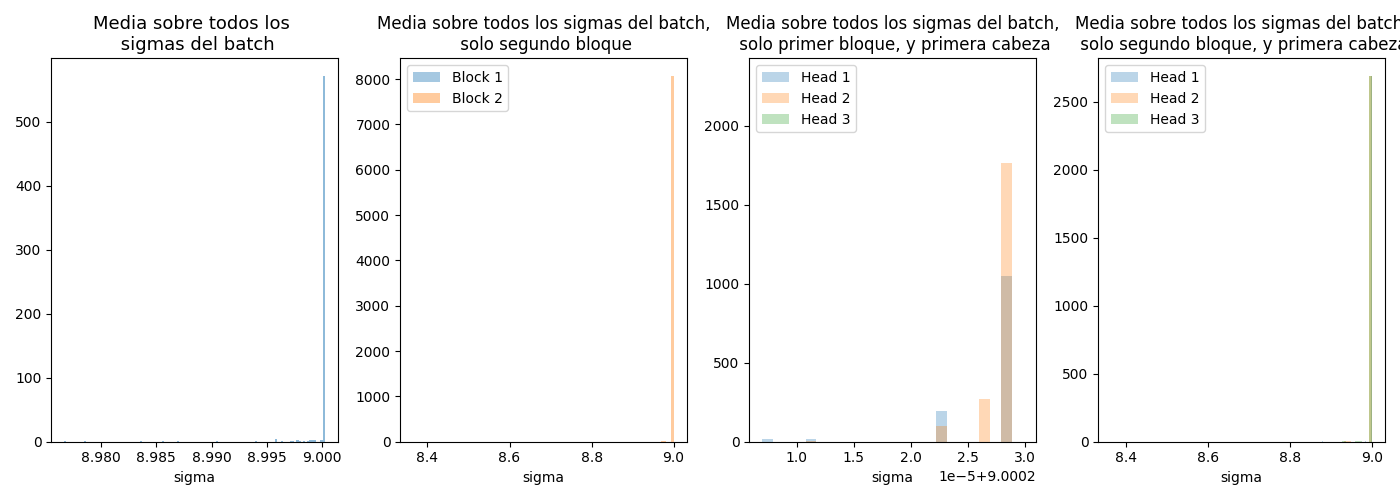 Media sobre todos los
sigmas del batch
500
400
300
200
100
0
8.980
8.985
8.990
8.995
9.000
sigma
Media sobre todos los sigmas del batch,
solo segundo bloque
Block 1
Block 2
8000
7000
6000
5000
4000
3000
2000
1000
0
8.4
8.6
8.8
9.0
sigma
Media sobre todos los sigmas del batch,
solo primer bloque, y primera cabeza
Head 1
Head 2
Head 3
2000
1500
1000
500
0
1.0
1.5
2.0
2.5
3.0
sigma
1e-5+9.0002
Media sobre todos los sigmas del batch
solo segundo bloque, y primera cabeza
Head 1
Head 2
Head 3
2500
2000
1500
1000
500
0
8.4
8.6
8.8
9.0
sigma